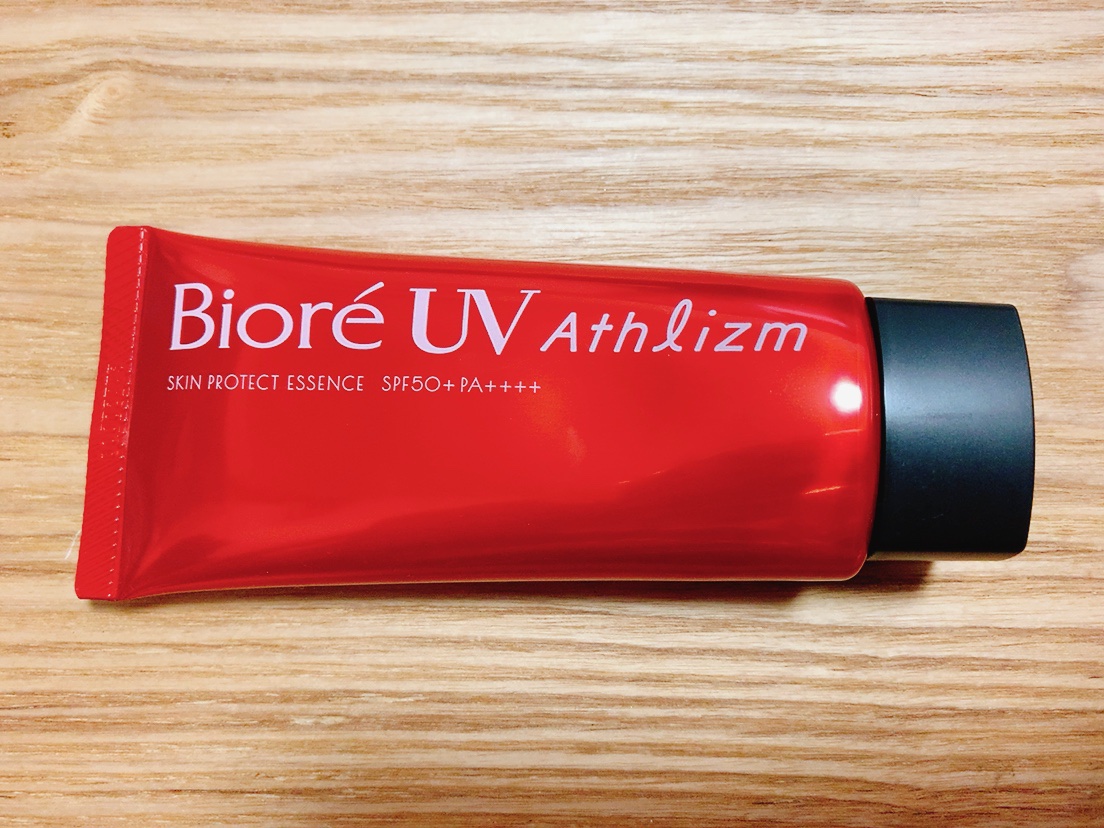 Bioré UV Athlizm
SKIN PROTECT ESSENCE SPF50+ PA++++